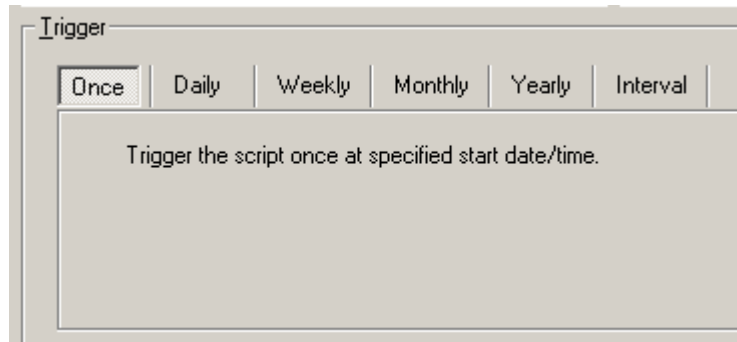 Trigger
Once Daily Weekly Monthly Yearly Interval
Trigger the script once at specified start date/time.